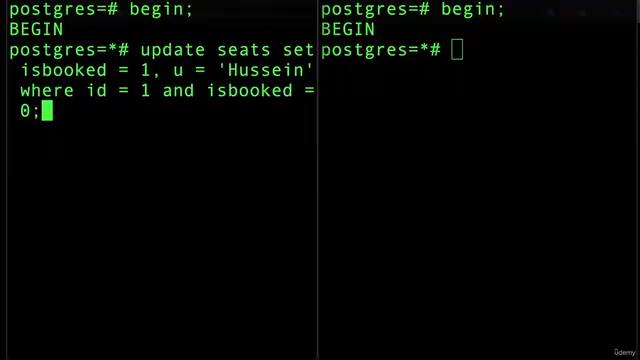 postgres=# begin;
BEGIN
postgres=*# update seats set
isbooked = 1, u = 'Hussein'
where id = 1 and isbooked =
0;
postgres=# begin;
BEGIN
postgres=*#
udemy